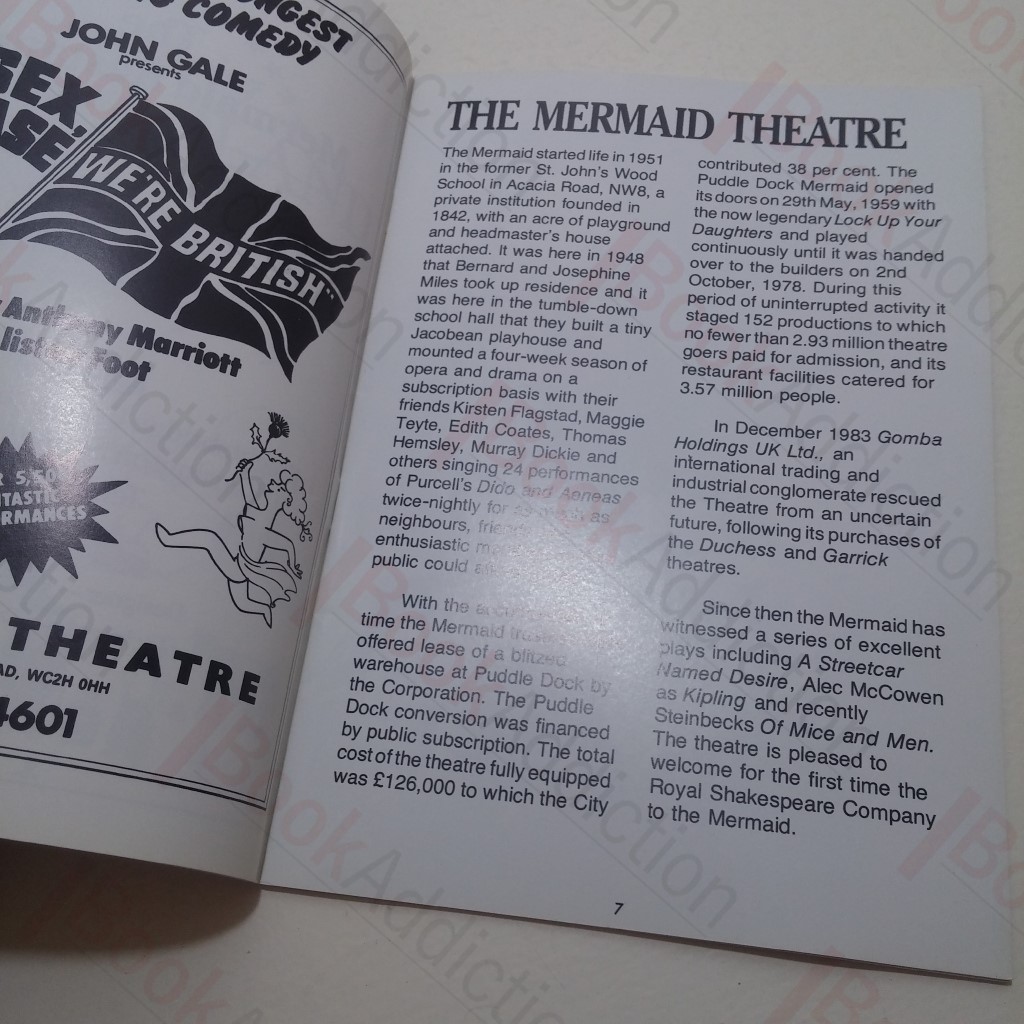 NGEST
G COMEDY
JOHN GALE
presents
SEX,
ASE,
WE'RE BRITISH"
Anthony Marriott
Foot
5,50
NTASTIC
RMANCES
THEATRE
AD, WC2H 0HH
4601
THE MERMAID THEATRE
The Mermaid started life in 1951
in the former St. John's Wood
School in Acacia Road, NW8, a
private institution founded in
1842, with an acre of playground
and headmaster's house
attached. It was here in 1948
that Bernard and Josephine
Miles took up residence and it
was here in the tumble-down
school hall that they built a tiny
Jacobean playhouse and
mounted a four-week season of
opera and drama on a
subscription basis with their
friends Kirsten Flagstad, Maggie
Teyte, Edith Coates, Thomas
Hemsley, Murray Dickie and
others singing 24 performances
of Purcell's Dido and Aeneas
twice-nightly for as
neighbours,
enthusiastic
public could
With the
time the Mermaid
offered lease of a blitzed
warehouse at Puddle Dock by
the Corporation. The Puddle
Dock conversion was financed
by public subscription. The total
cost of the theatre fully equipped
was £126,000 to which the City
contributed 38 per cent. The
Puddle Dock Mermaid opened
its doors on 29th May, 1959 with
the now legendary Lock Up Your
Daughters and played
continuously until it was handed
over to the builders on 2nd
October, 1978. During this
period of uninterrupted activity it
staged 152 productions to which
no fewer than 2.93 million theatre
goers paid for admission, and its
restaurant facilities catered for
3.57 million people.
In December 1983 Gomba
Holdings UK Ltd., an
international trading and
industrial conglomerate rescued
the Theatre from an uncertain
future, following its purchases of
the Duchess and Garrick
theatres.
Since then the Mermaid has
witnessed a series of excellent
plays including A Streetcar
Named Desire, Alec McCowen
as Kipling and recently
Steinbecks Of Mice and Men.
The theatre is pleased to
welcome for the first time the
Royal Shakespeare Company
to the Mermaid.
7
BookAddiction